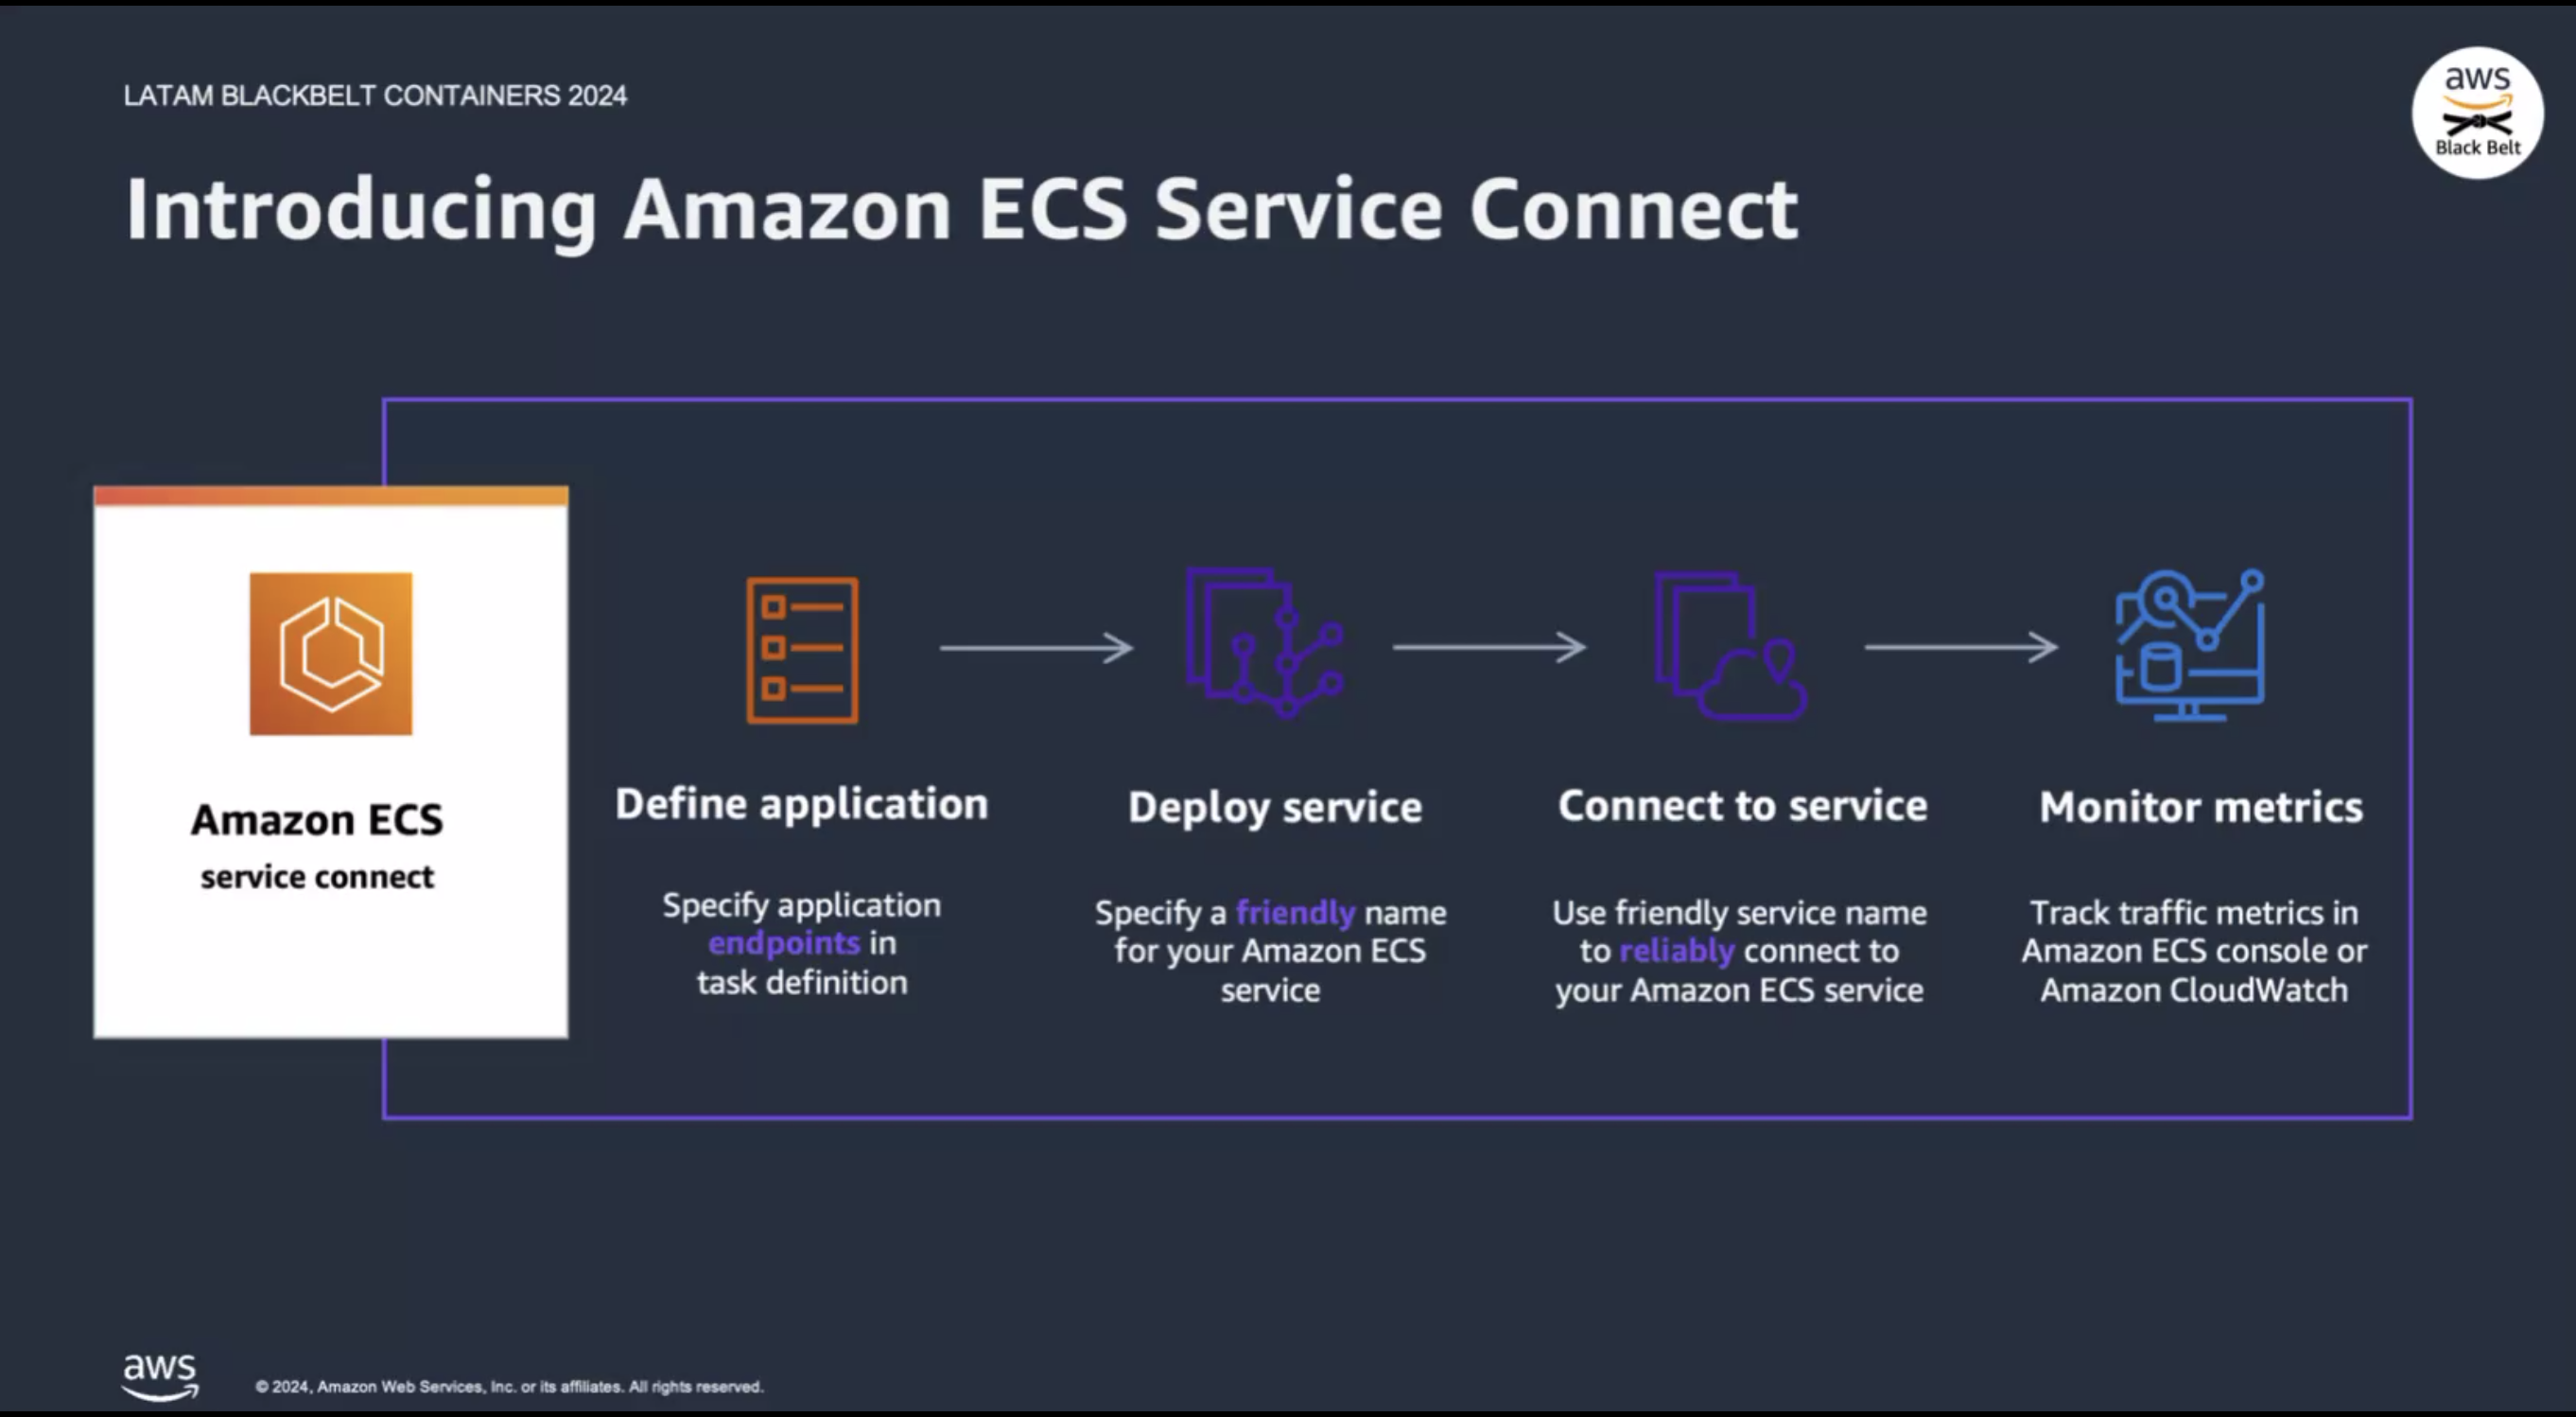 LATAM BLACKBELT CONTAINERS 2024
aws
Black Belt
Introducing Amazon ECS Service Connect
Amazon ECS
service connect
Define application
Specify application
endpoints in
task definition
Deploy service
Specify a friendly name
for your Amazon ECS
service
Connect to service
Use friendly service name
to reliably connect to
your Amazon ECS service
Monitor metrics
Track traffic metrics in
Amazon ECS console or
Amazon CloudWatch
aws
© 2024, Amazon Web Services, Inc. or its affiliates. All rights reserved.